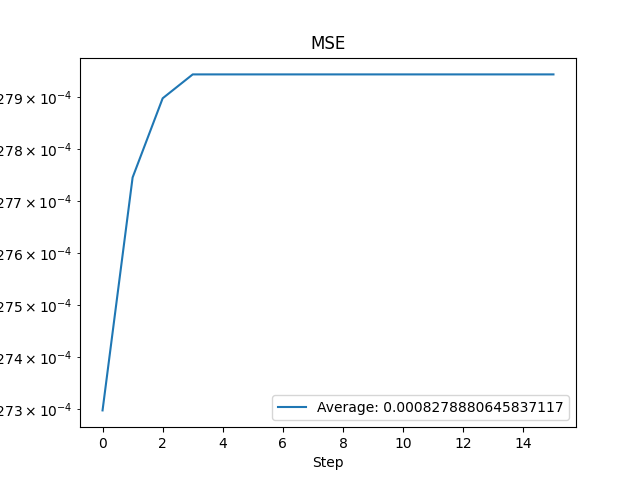 MSE
279 × 10⁻⁴
278 × 10⁻⁴
277 × 10⁻⁴
276 × 10⁻⁴
275 × 10⁻⁴
274 × 10⁻⁴
273 × 10⁻⁴
Average: 0.0008278880645837117
0 2 4 6 8 10 12 14
Step